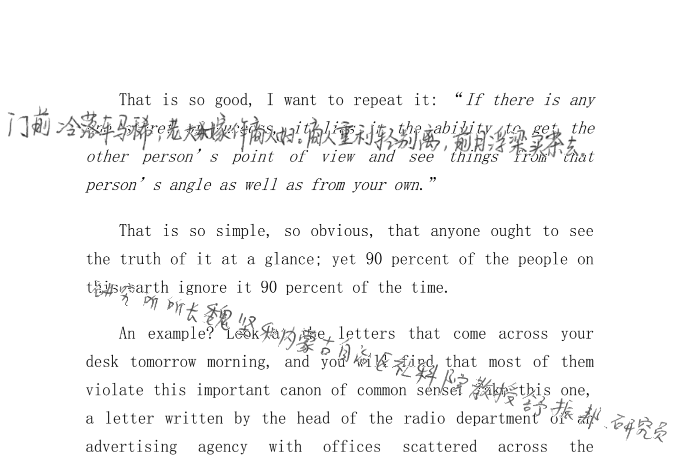 That is so good, I want to repeat it: “If there is any
门前冷落车马稀，老大嫁作商人妇。商人重利轻别离，前月浮梁买茶去。
one secret of success, it lies in the ability to get the
other person’s point of view and see things from that
person’s angle as well as from your own.”
That is so simple, so obvious, that anyone ought to see
the truth of it at a glance; yet 90 percent of the people on
this earth ignore it 90 percent of the time.
研究所所长魏坚和内蒙古自治区社科院教授舒振邦、研究员
An example? Look at the letters that come across your
desk tomorrow morning, and you will find that most of them
violate this important canon of common sense. Take this one,
a letter written by the head of the radio department of an
advertising agency with offices scattered across the